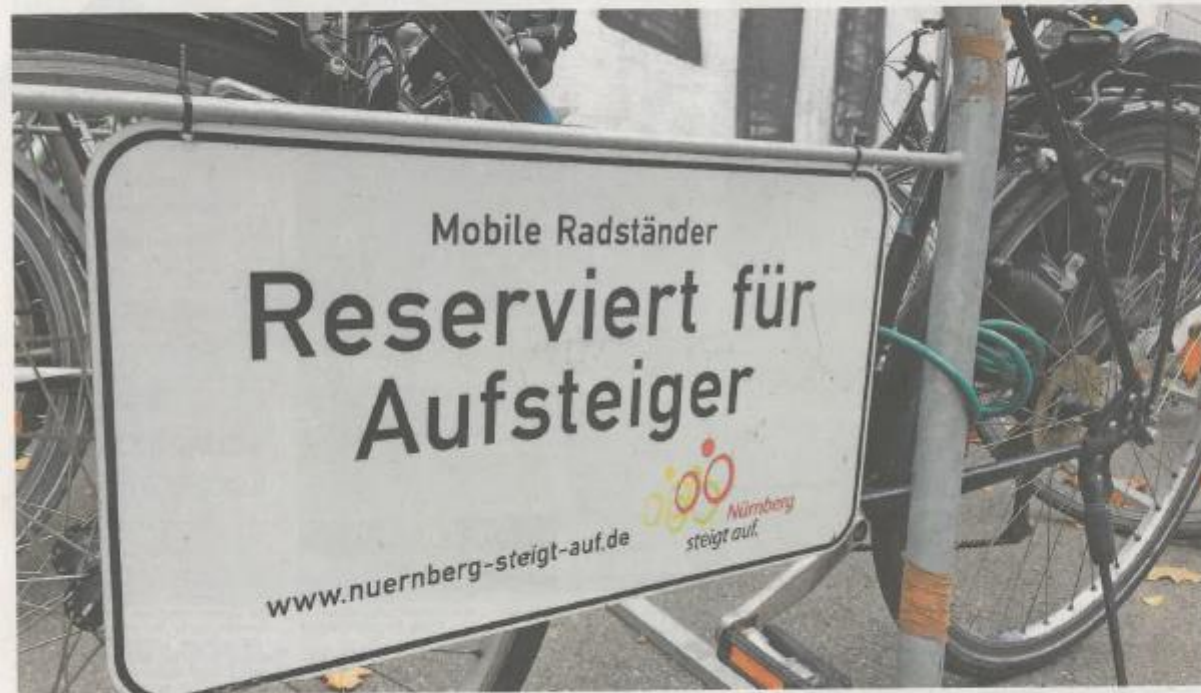 Mobile Radständer
Reserviert für
Aufsteiger
www.nuernberg-steigt-auf.de
Nürnberg
steigt auf.